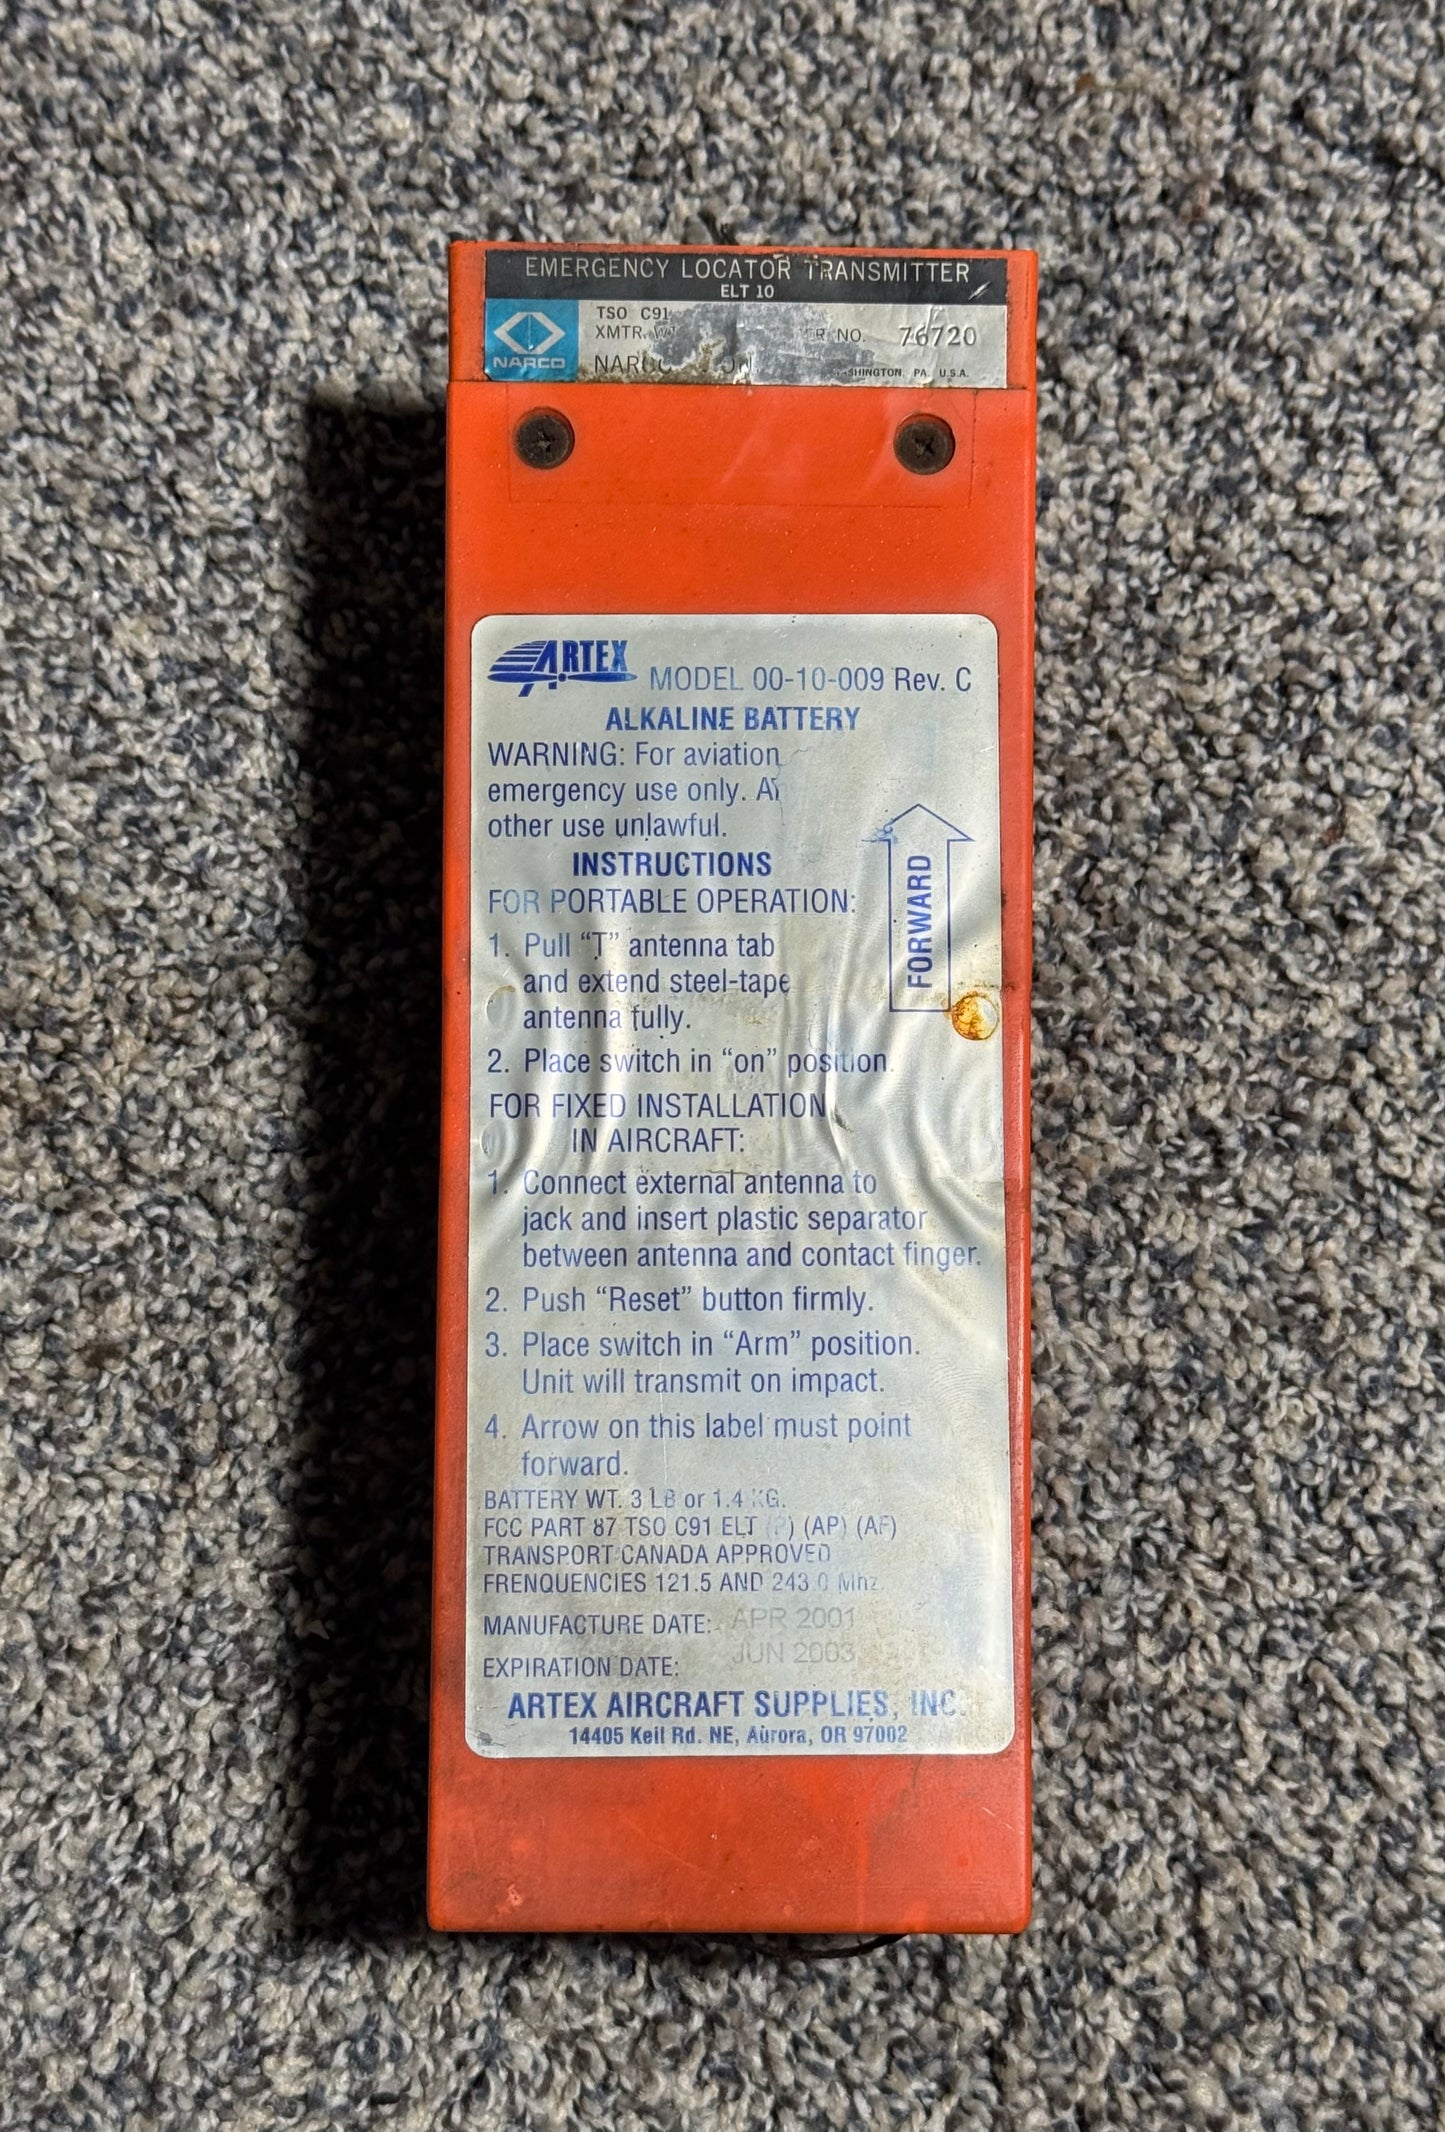 EMERGENCY LOCATOR TRANSMITTER
ELT 10
TSO C91
XMTR. NO. 76720
NARCO
WASHINGTON, PA. U.S.A.
ARTEX
MODEL 00-10-009 Rev. C
ALKALINE BATTERY
WARNING: For aviation
emergency use only.
other use unlawful.
INSTRUCTIONS
FOR PORTABLE OPERATION:
1. Pull “T” antenna tab
and extend steel-tape
antenna fully.
2. Place switch in “on” position.
FORWARD
FOR FIXED INSTALLATION
IN AIRCRAFT:
1. Connect external antenna to
jack and insert plastic separator
between antenna and contact finger.
2. Push “Reset” button firmly.
3. Place switch in “Arm” position.
Unit will transmit on impact.
4. Arrow on this label must point
forward.
BATTERY WT. 3 LB or 1.4 KG.
FCC PART 87 TSO C91 ELT (P) (AP) (AF)
TRANSPORT CANADA APPROVED
FRENQUENCIES 121.5 AND 243.0 Mhz.
MANUFACTURE DATE: APR 2001
EXPIRATION DATE: JUN 2003
ARTEX AIRCRAFT SUPPLIES, INC.
14405 Keil Rd. NE, Aurora, OR 97002